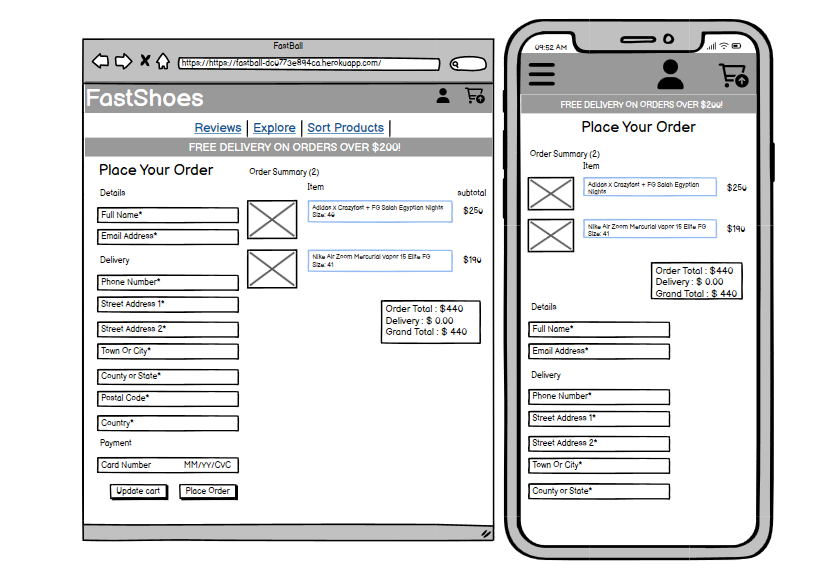 FastBall
https://https://fastball-dc0773e894ca.herokuapp.com/
FastShoes
Reviews Explore Sort Products
FREE DELIVERY ON ORDERS OVER $200!
Place Your Order
Order Summary (2)
Details
Item
subtotal
Full Name*
Adidas X Crazyfast + FG Salah Egyptian Nights
Size: 40
$250
Email Address*
Delivery
Nike Air Zoom Mercurial Vapor 15 Elite FG
Size: 41
$190
Phone Number*
Street Address 1*
Order Total : $440
Delivery : $ 0.00
Grand Total : $ 440
Street Address 2*
Town Or City*
County or State*
Postal Code*
Country*
Payment
Card Number MM/YY/CVC
Update cart Place Order
09:52 AM
FREE DELIVERY ON ORDERS OVER $200!
Place Your Order
Order Summary (2)
Item
Adidas X Crazyfast + FG Salah Egyptian
Nights
$250
Nike Air Zoom Mercurial Vapor 15 Elite FG
Size: 41
$190
Order Total : $440
Delivery : $ 0.00
Grand Total : $ 440
Details
Full Name*
Email Address*
Delivery
Phone Number*
Street Address 1*
Street Address 2*
Town Or City*
County or State*